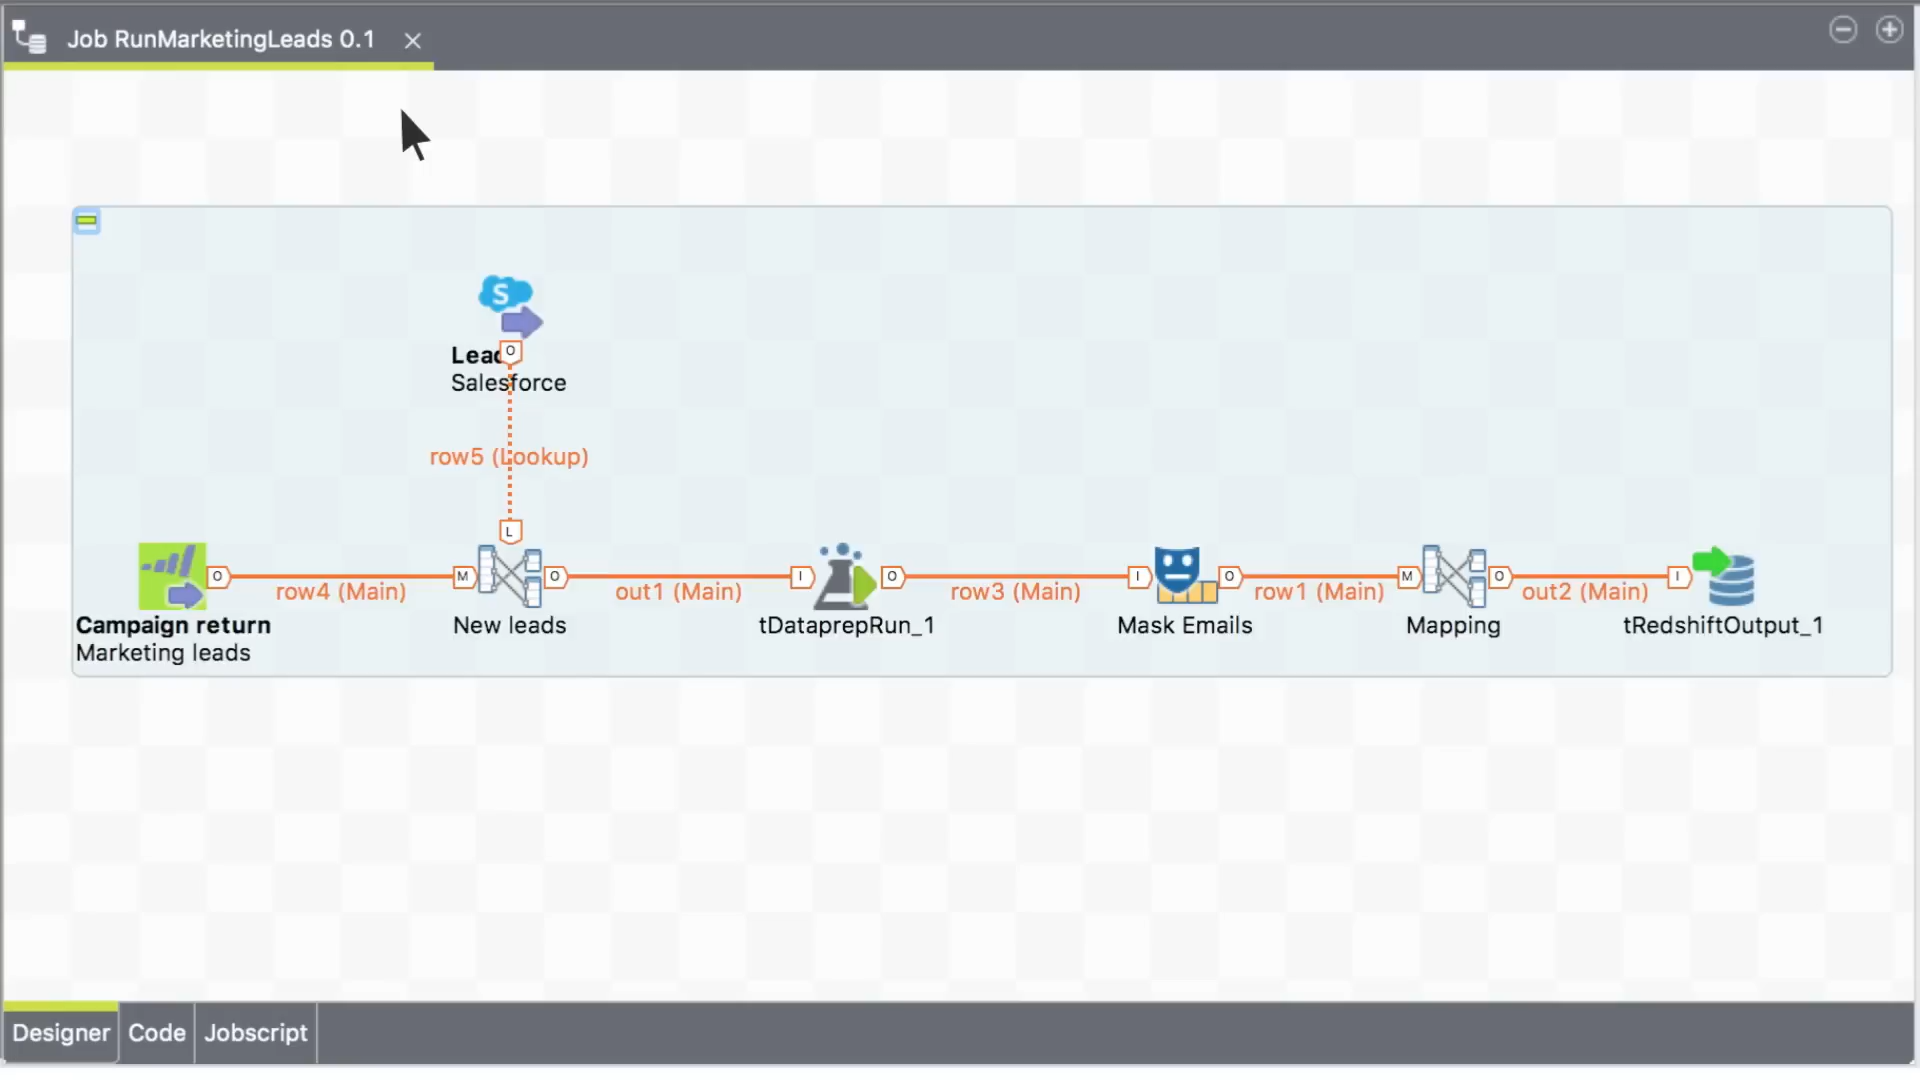 Job RunMarketingLeads 0.1
S
O
Salesforce
row5 (Lookup)
L
O
row4 (Main)
M
O
out1 (Main)
I
O
row3 (Main)
I
O
row1 (Main)
M
O
out2 (Main)
I
Campaign return
Marketing leads
New leads
tDataprepRun_1
Mask Emails
Mapping
tRedshiftOutput_1
Designer
Code
Jobscript